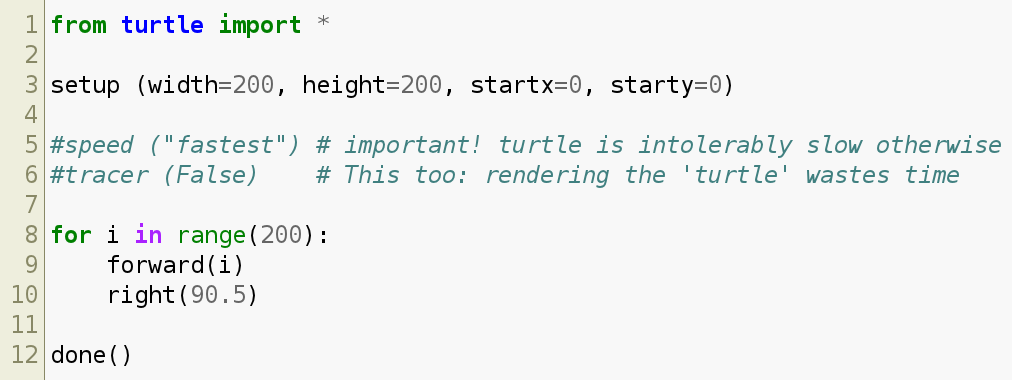 1 from turtle import *
2
3 setup (width=200, height=200, startx=0, starty=0)
4
5 #speed ("fastest") # important! turtle is intolerably slow otherwise
6 #tracer (False)    # This too: rendering the 'turtle' wastes time
7
8 for i in range(200):
9     forward(i)
10     right(90.5)
11
12 done()